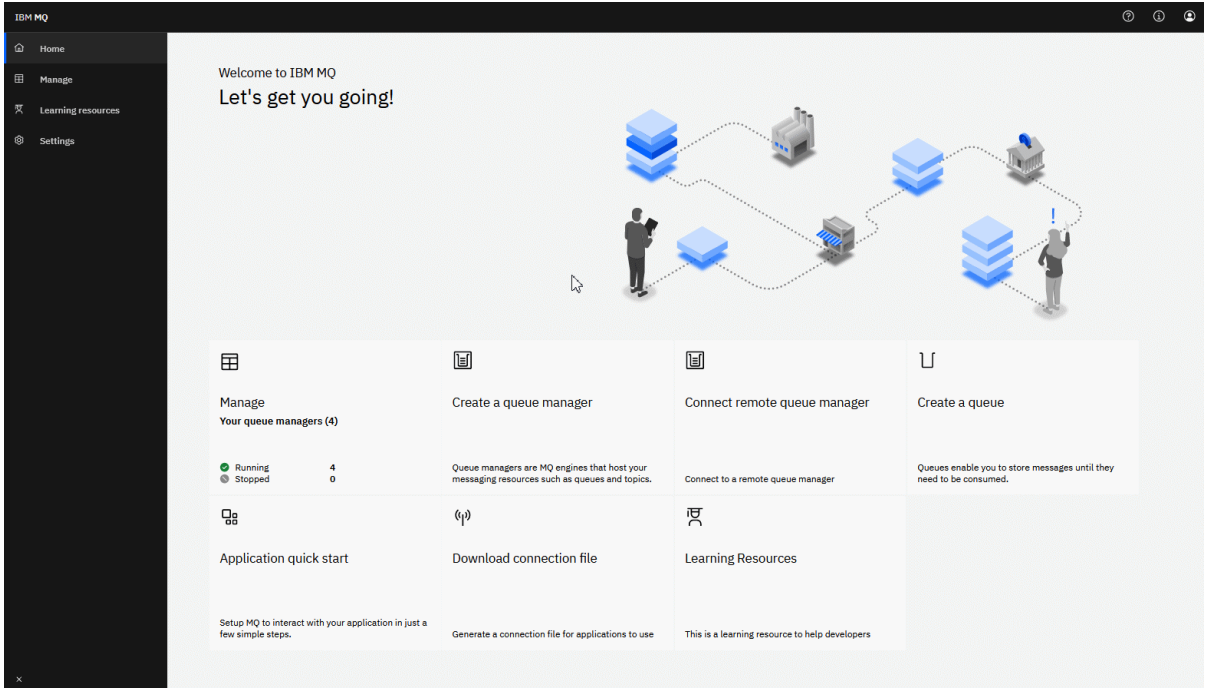 IBM MQ
Home
Manage
Learning resources
Settings
Welcome to IBM MQ
Let's get you going!
Manage
Your queue managers (4)
Running 4
Stopped 0
Create a queue manager
Queue managers are MQ engines that host your
messaging resources such as queues and topics.
Connect remote queue manager
Connect to a remote queue manager
Create a queue
Queues enable you to store messages until they
need to be consumed.
Application quick start
Setup MQ to interact with your application in just a
few simple steps.
Download connection file
Generate a connection file for applications to use
Learning Resources
This is a learning resource to help developers